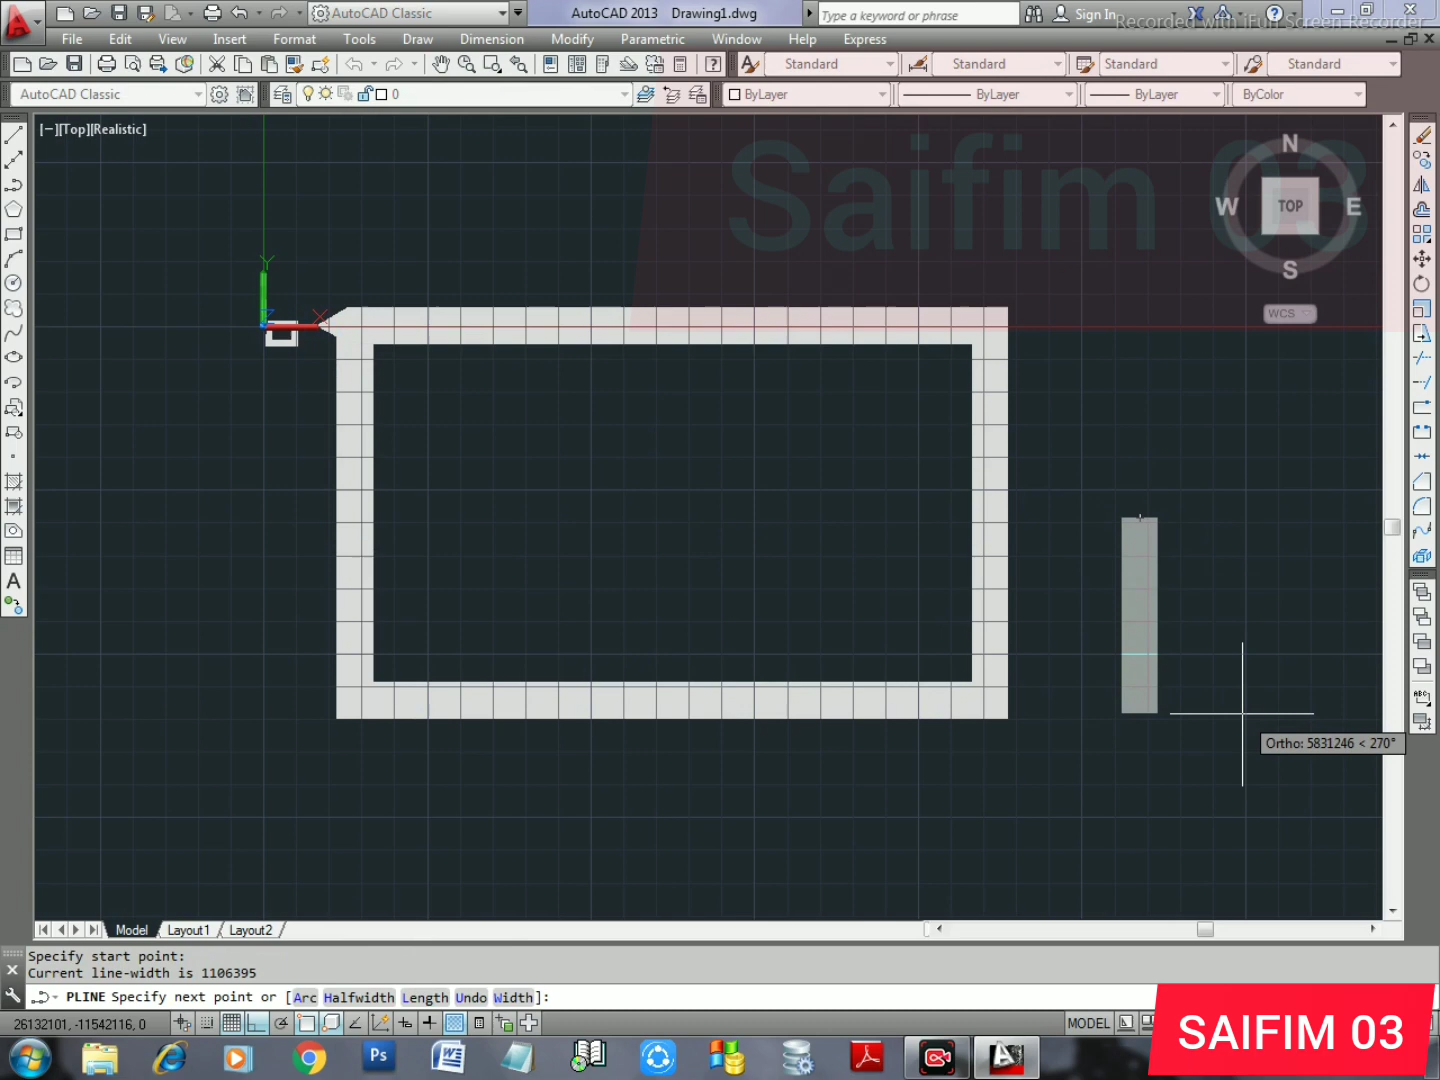 AutoCAD Classic
AutoCAD 2013 Drawing1.dwg
Type a keyword or phrase
Sign In
Recorded with iFun Screen Recorder
File Edit View Insert Format Tools Draw Dimension Modify Parametric Window Help Express
Standard Standard Standard Standard
AutoCAD Classic
0
ByLayer ByLayer ByLayer ByColor
[−][Top][Realistic]
Saifim 03
N
W TOP E
S
WCS
Y
X
Ortho: 5831246 < 270°
Model Layout1 Layout2
Specify start point:
Current line-width is 1106395
PLINE Specify next point or [Arc Halfwidth Length Undo Width]:
26132101, -11542116, 0
MODEL
SAIFIM 03
Ps
A
ABC